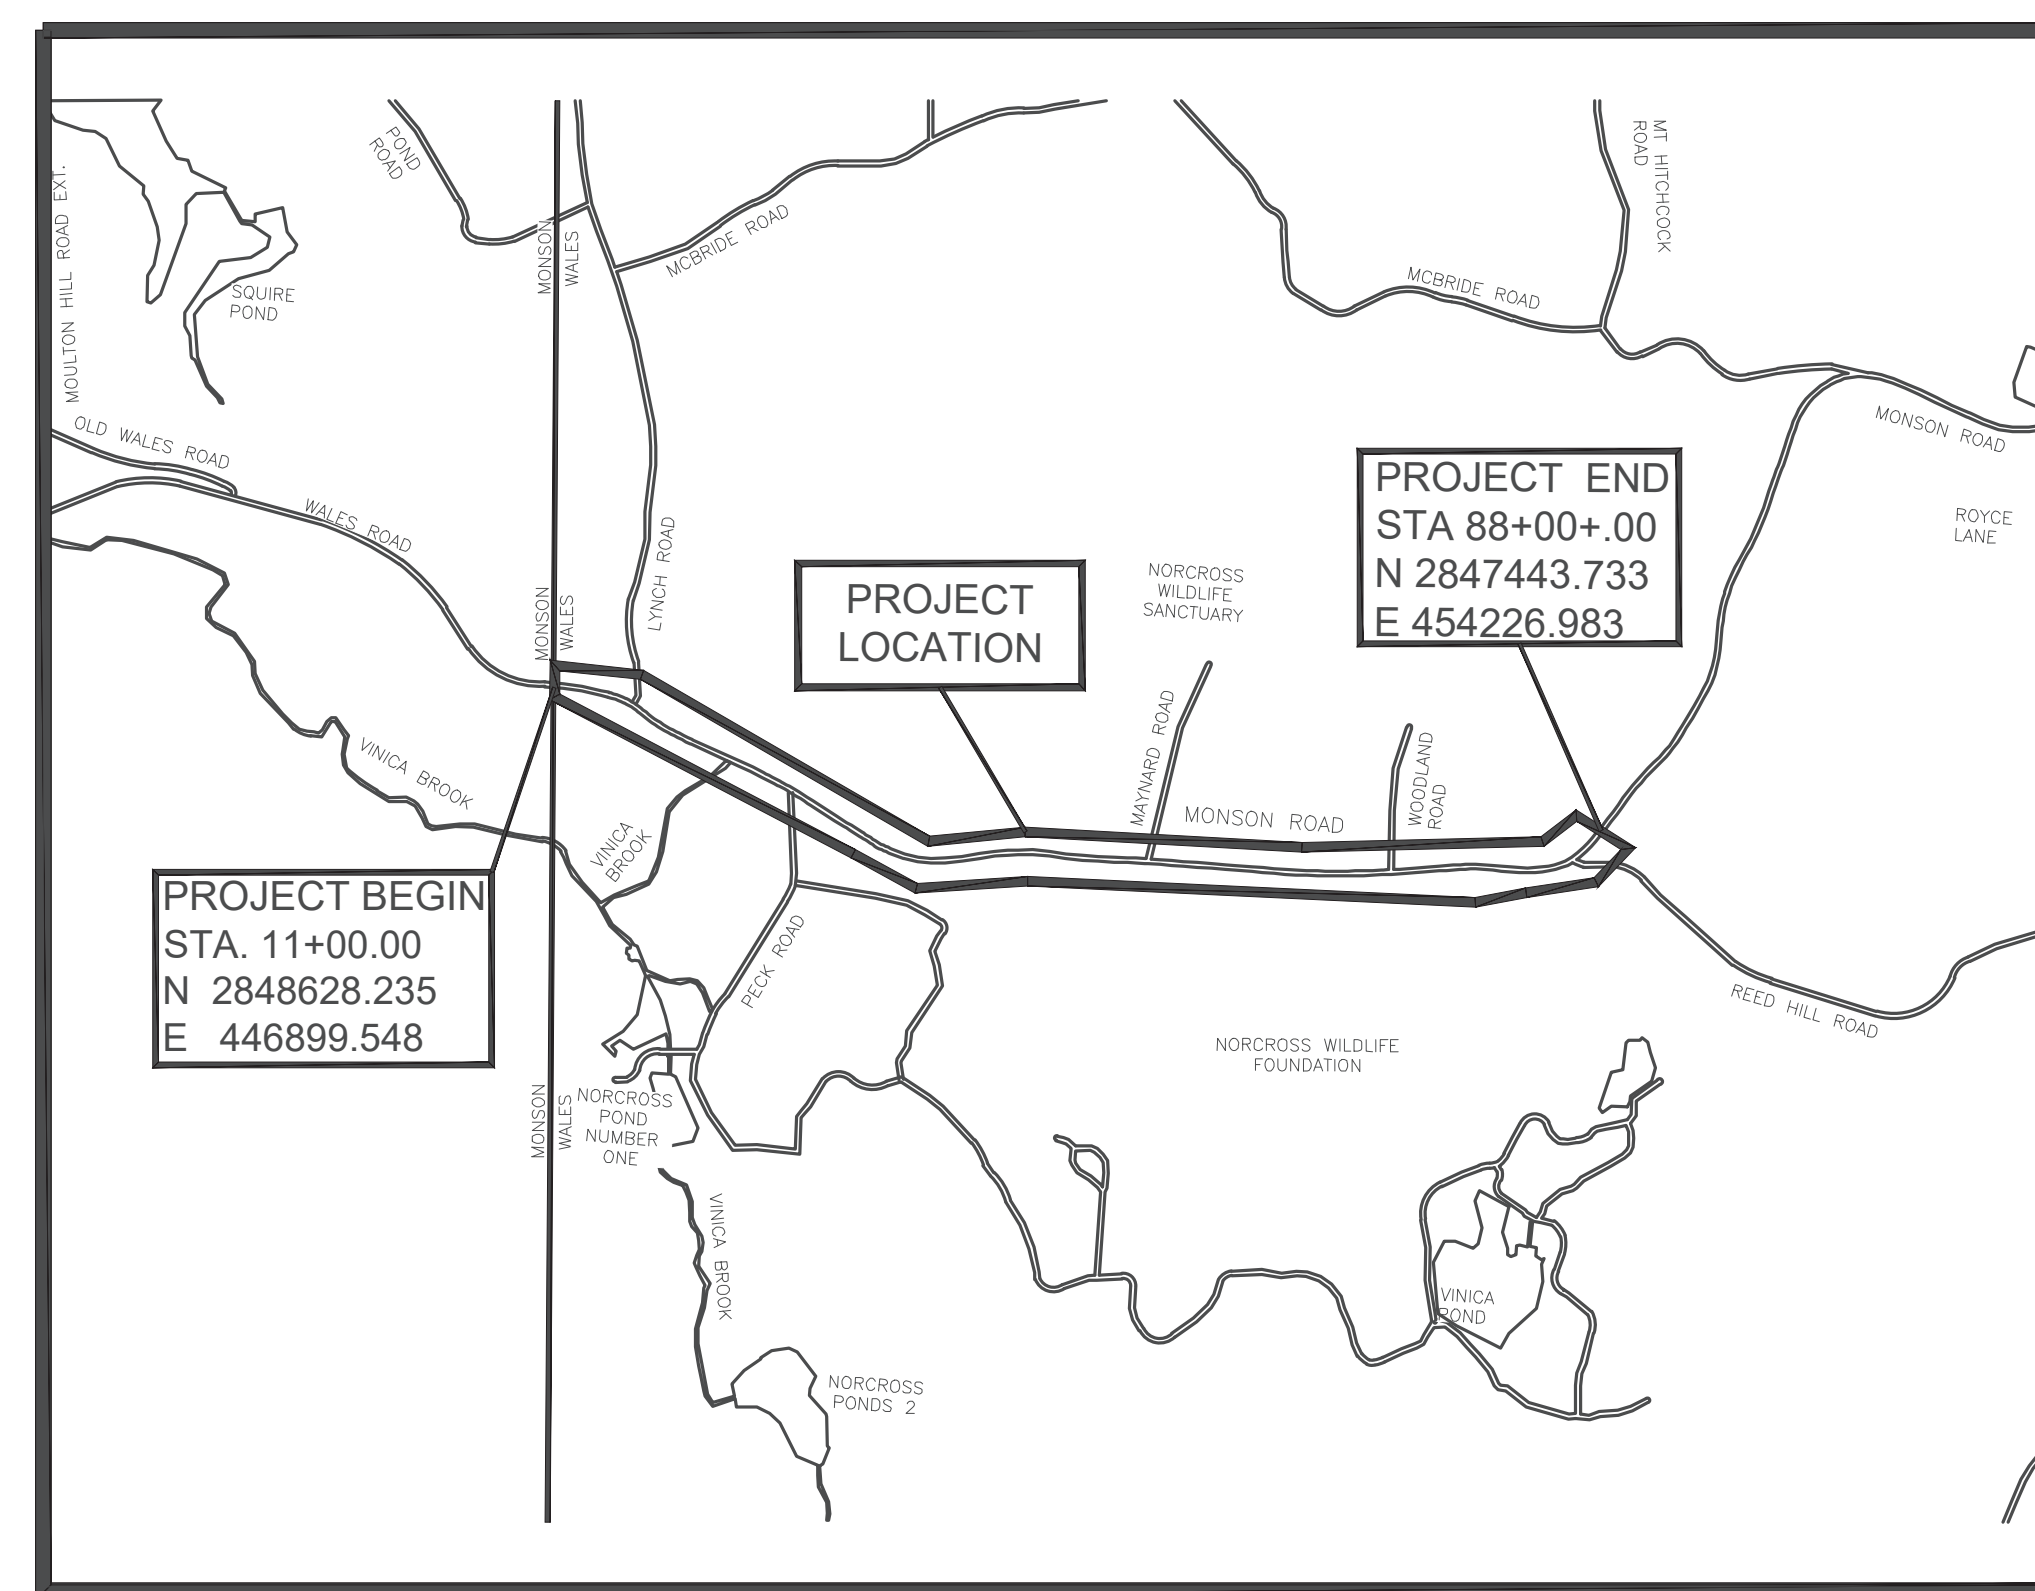 POND
ROAD
MOULTON HILL ROAD EXT.
SQUIRE
POND
MONSON
WALES
MCBRIDE ROAD
MT HITCHCOCK
ROAD
MCBRIDE ROAD
MONSON ROAD
OLD WALES ROAD
WALES ROAD
LYNCH ROAD
MONSON
WALES
PROJECT
LOCATION
NORCROSS
WILDLIFE
SANCTUARY
PROJECT END
STA 88+00+.00
N 2847443.733
E 454226.983
ROYCE
LANE
VINICA BROOK
VINICA
BROOK
MAYNARD ROAD
MONSON ROAD
WOODLAND
ROAD
PROJECT BEGIN
STA. 11+00.00
N 2848628.235
E 446899.548
PECK ROAD
REED HILL ROAD
NORCROSS WILDLIFE
FOUNDATION
MONSON
WALES
NORCROSS
POND
NUMBER
ONE
VINICA BROOK
VINICA
POND
NORCROSS
PONDS 2